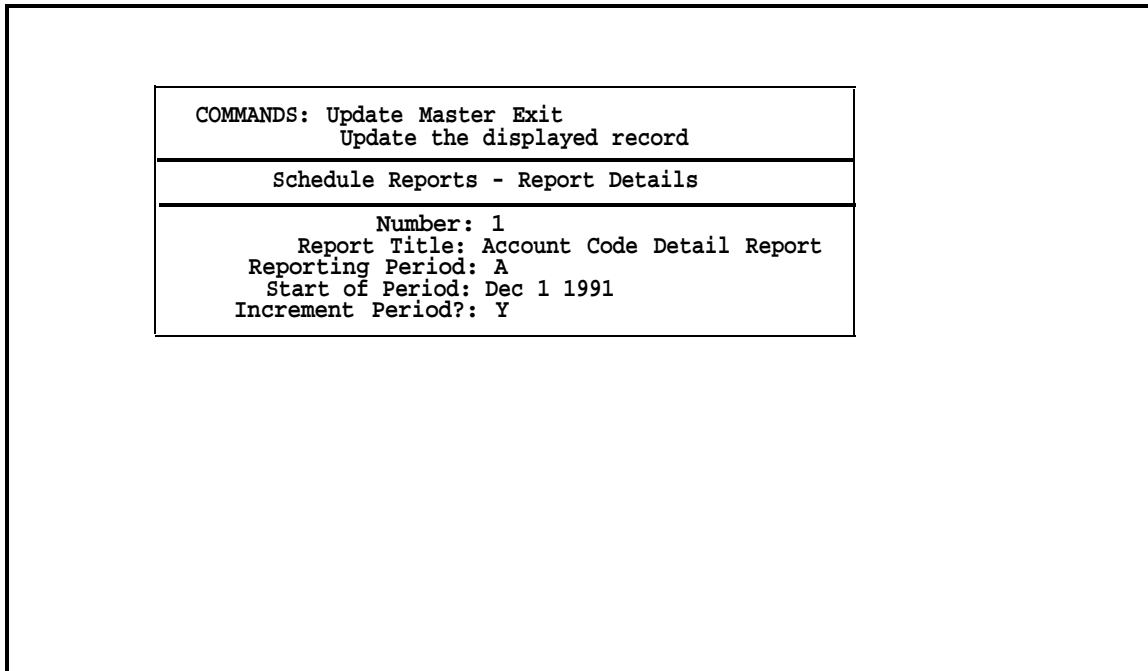 COMMANDS: Update Master Exit
Update the displayed record
Schedule Reports - Report Details
Number: 1
Report Title: Account Code Detail Report
Reporting Period: A
Start of Period: Dec 1 1991
Increment Period?: Y